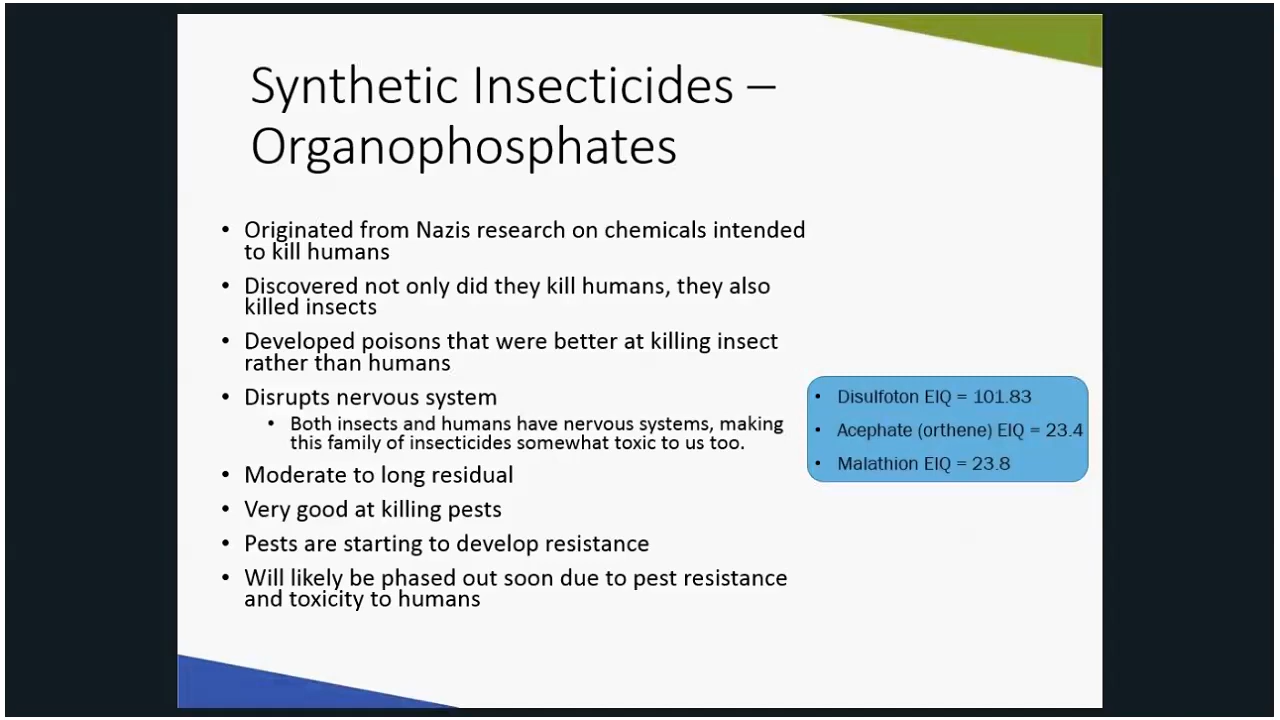 Synthetic Insecticides –
Organophosphates
• Originated from Nazis research on chemicals intended
to kill humans
• Discovered not only did they kill humans, they also
killed insects
• Developed poisons that were better at killing insect
rather than humans
• Disrupts nervous system
• Both insects and humans have nervous systems, making
this family of insecticides somewhat toxic to us too.
• Moderate to long residual
• Very good at killing pests
• Pests are starting to develop resistance
• Will likely be phased out soon due to pest resistance
and toxicity to humans
• Disulfoton EIQ = 101.83
• Acephate (orthene) EIQ = 23.4
• Malathion EIQ = 23.8